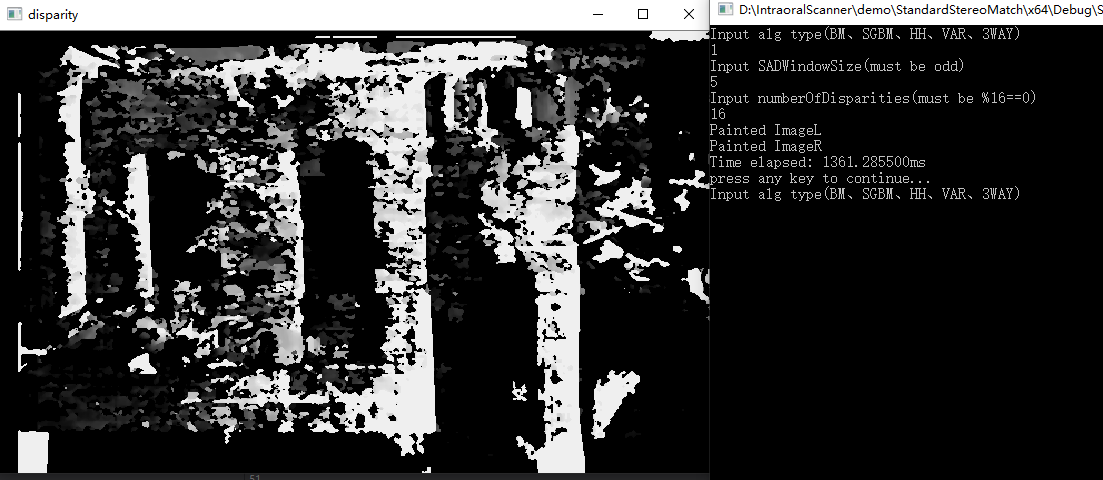 disparity
D:\IntraoralScanner\demo\StandardStereoMatch\x64\Debug\S
Input alg type(BM、SGBM、HH、VAR、3WAY)
1
Input SADWindowSize(must be odd)
5
Input numberOfDisparities(must be %16==0)
16
Painted ImageL
Painted ImageR
Time elapsed: 1361.285500ms
press any key to continue...
Input alg type(BM、SGBM、HH、VAR、3WAY)
51